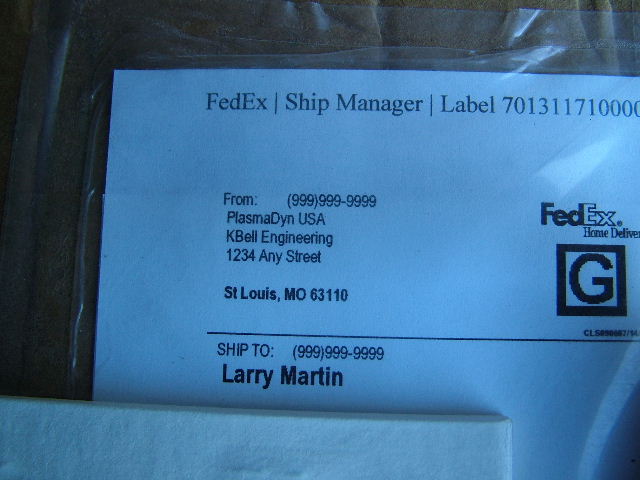 FedEx | Ship Manager | Label 701311710000
From: (999)999-9999
PlasmaDyn USA
KBell Engineering
1234 Any Street
St Louis, MO 63110
FedEx
Home Deliver
G
SHIP TO: (999)999-9999
Larry Martin